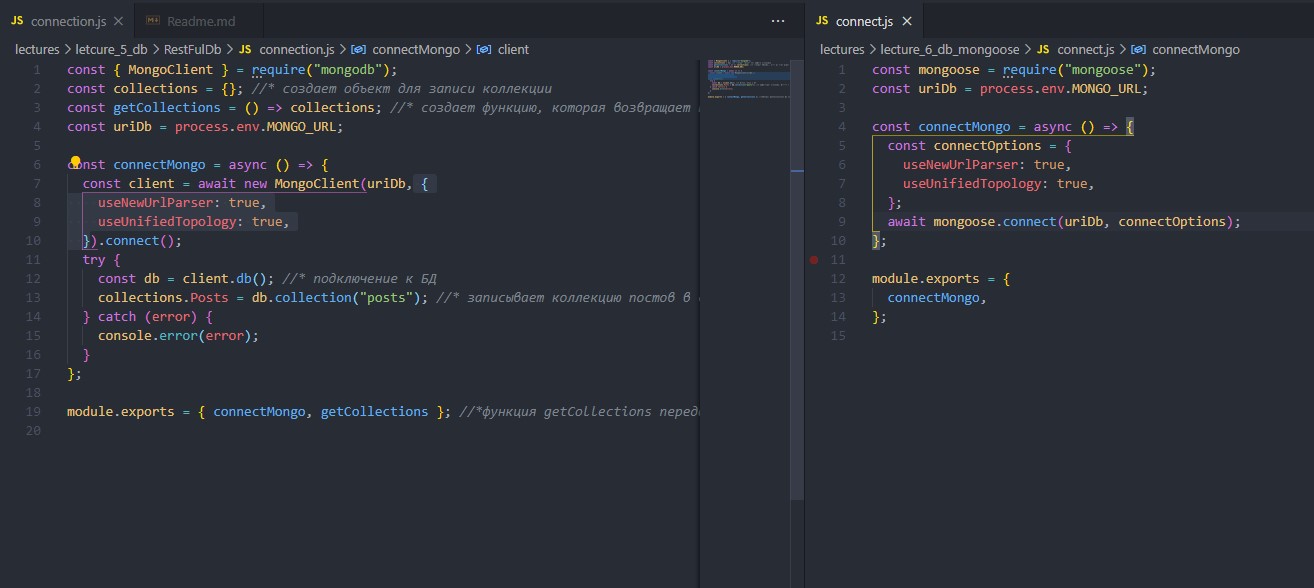 JS connection.js ×
Readme.md
...
lectures > letcure_5_db > RestFulDb > JS connection.js > connectMongo > client
1 const { MongoClient } = require("mongodb");
2 const collections = {}; //* создает объект для записи коллекции
3 const getCollections = () => collections; //* создает функцию, которая возвращает
4 const uriDb = process.env.MONGO_URL;
5
6 const connectMongo = async () => {
7 const client = await new MongoClient(uriDb, {
8 useNewUrlParser: true,
9 useUnifiedTopology: true,
10 }).connect();
11 try {
12 const db = client.db(); //* подключение к БД
13 collections.Posts = db.collection("posts"); //* записывает коллекцию постов в
14 } catch (error) {
15 console.error(error);
16 }
17 };
18
19 module.exports = { connectMongo, getCollections }; //*функция getCollections перед
20
JS connect.js ×
lectures > lecture_6_db_mongoose > JS connect.js > connectMongo
1 const mongoose = require("mongoose");
2 const uriDb = process.env.MONGO_URL;
3
4 const connectMongo = async () => {
5 const connectOptions = {
6 useNewUrlParser: true,
7 useUnifiedTopology: true,
8 };
9 await mongoose.connect(uriDb, connectOptions);
10 };
11
12 module.exports = {
13 connectMongo,
14 };
15